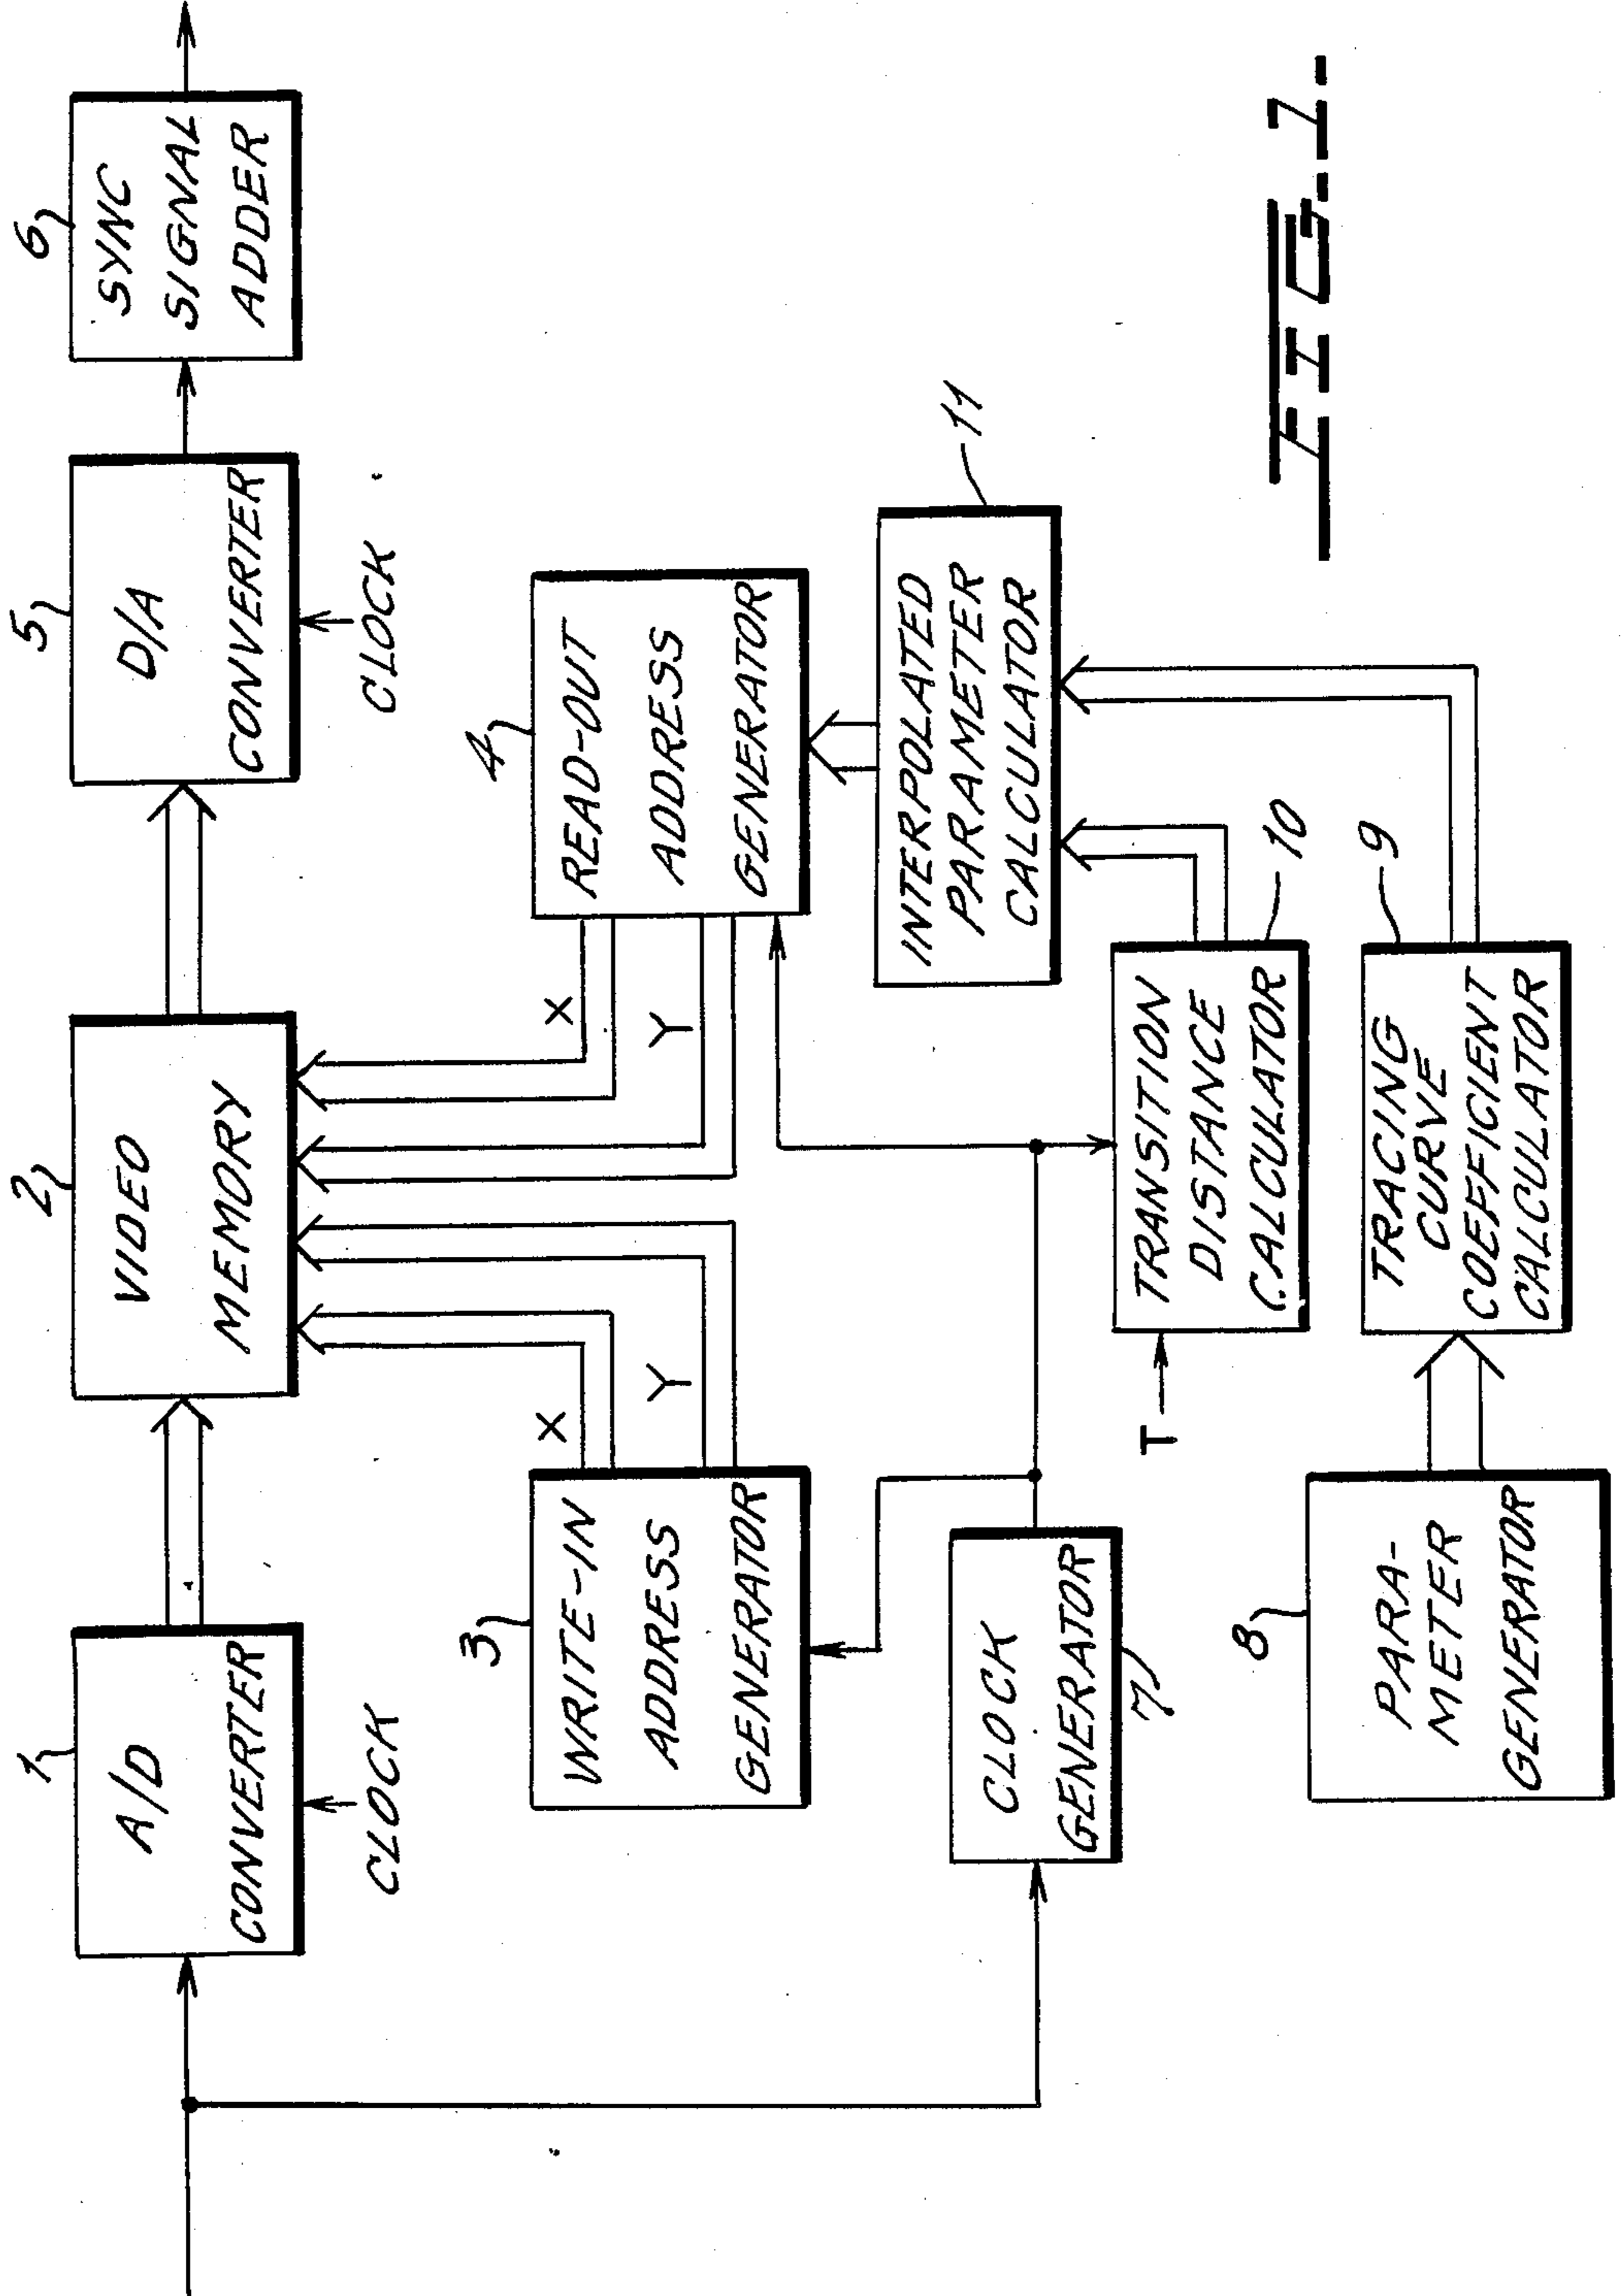 1
A/D
CONVERTER
CLOCK
2
VIDEO
MEMORY
5
D/A
CONVERTER
CLOCK
6
SYNC
SIGNAL
ADDER
3
WRITE-IN
ADDRESS
GENERATOR
X
Y
X
Y
4
READ-OUT
ADDRESS
GENERATOR
CLOCK
GENERATOR
7
INTERPOLATED
PARAMETER
CALCULATOR
11
T
TRANSITION
DISTANCE
CALCULATOR
10
8
PARA-
METER
GENERATOR
TRACING
CURVE
COEFFICIENT
CALCULATOR
9
FIG. 1.